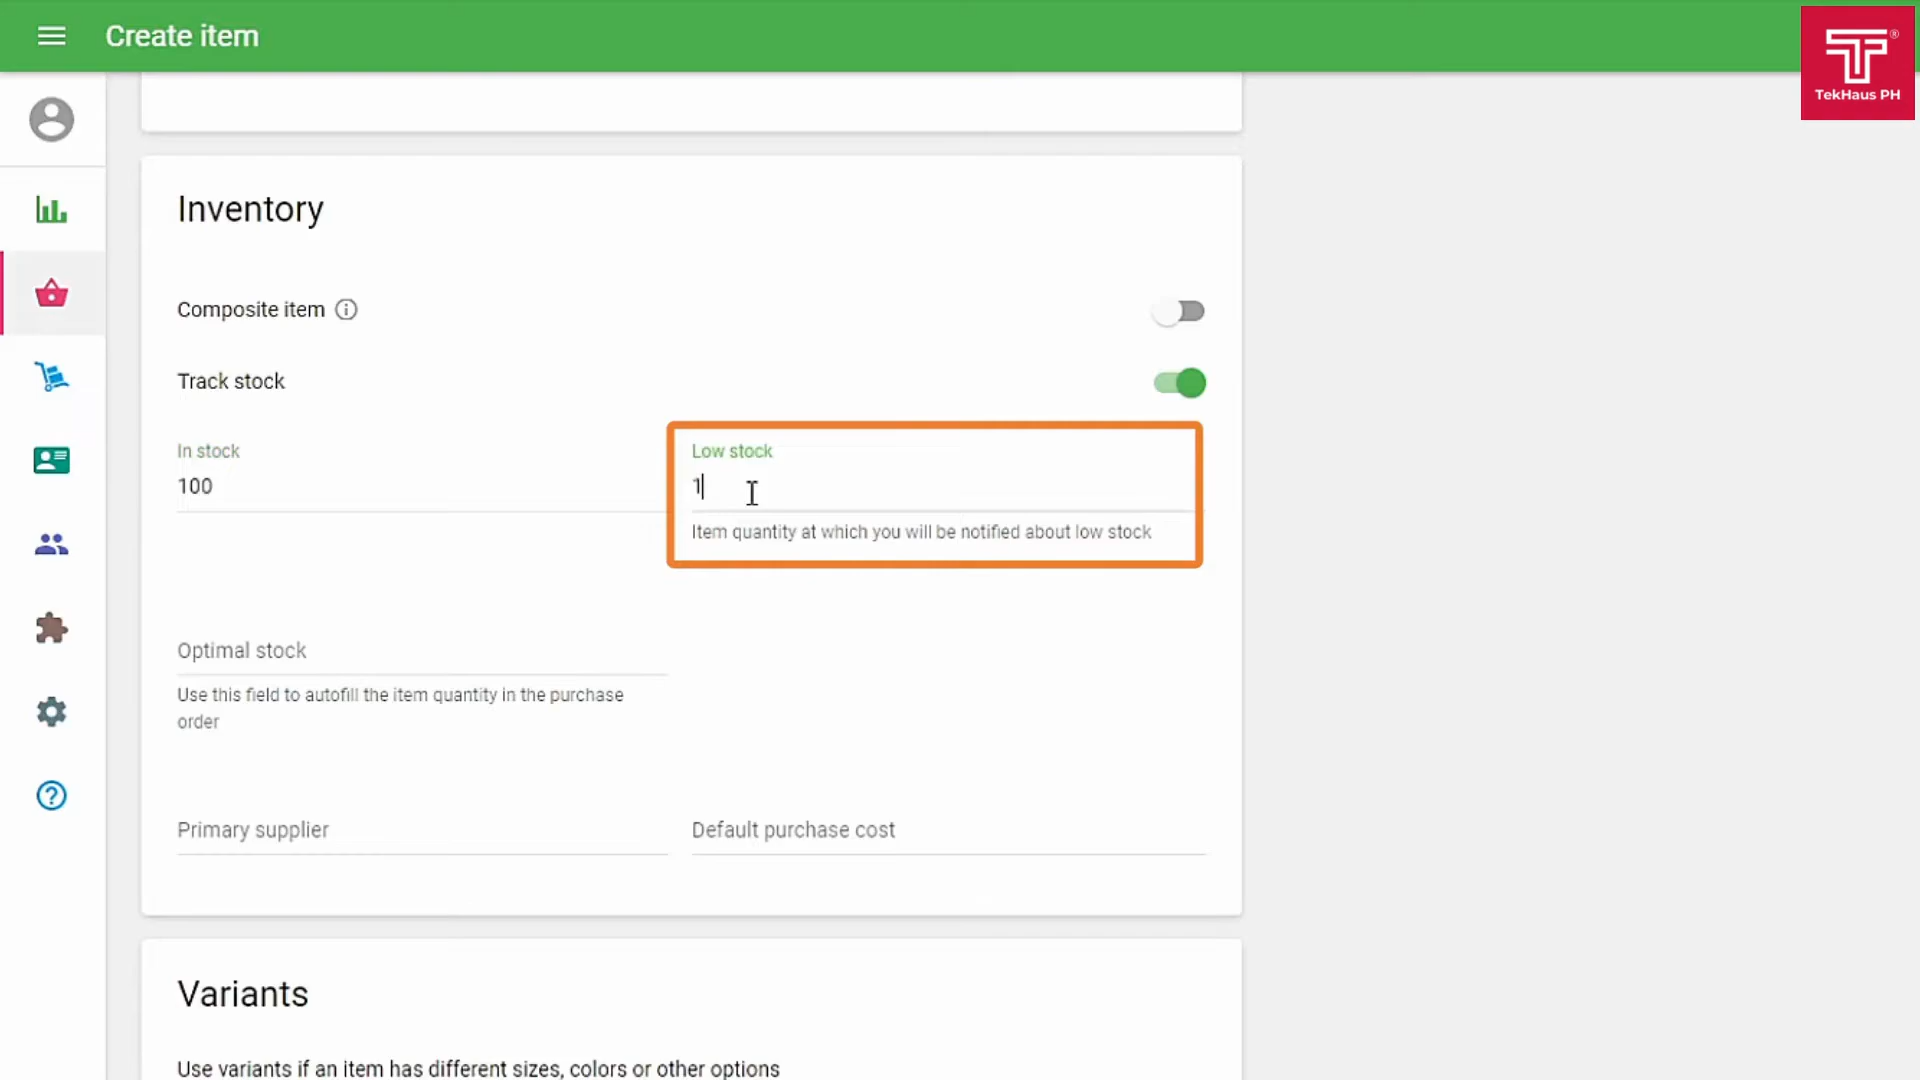 Create item
TekHaus PH
Inventory
Composite item
Track stock
In stock
100
Low stock
1
Item quantity at which you will be notified about low stock
Optimal stock
Use this field to autofill the item quantity in the purchase
order
Primary supplier
Default purchase cost
Variants
Use variants if an item has different sizes, colors or other options